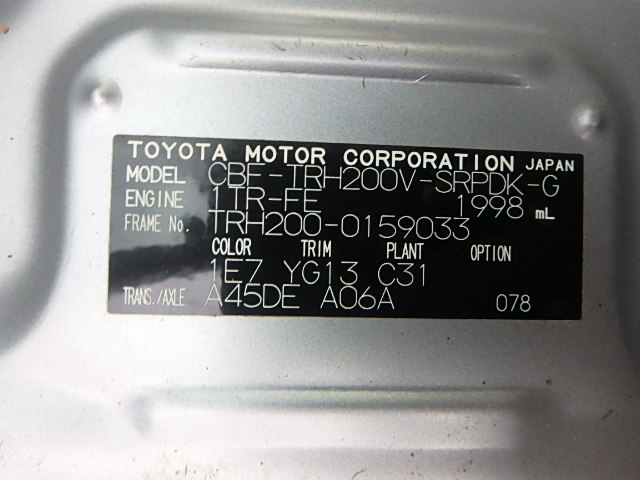 TOYOTA MOTOR CORPORATION JAPAN
MODEL CBF-TRH200V-SRPDK-G
ENGINE 1TR-FE 1998 mL
FRAME No. TRH200-0159033
COLOR TRIM PLANT OPTION
1E7 YG13 C31
TRANS./AXLE A45DE A06A 078